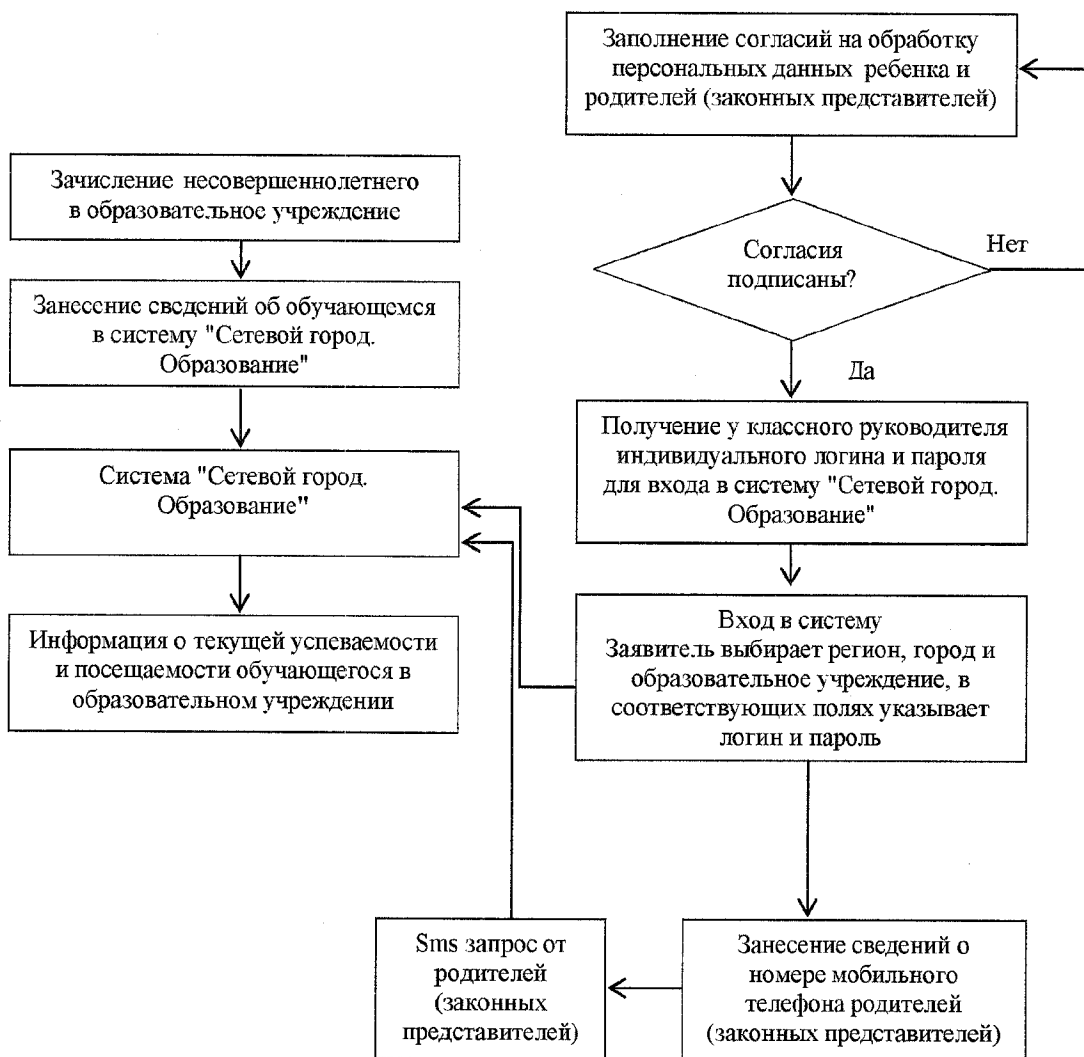 Заполнение согласий на обработку
персональных данных ребенка и
родителей (законных представителей)
Зачисление несовершеннолетнего
в образовательное учреждение
Согласия
подписаны?
Нет
Занесение сведений об обучающемся
в систему "Сетевой город.
Образование"
Да
Получение у классного руководителя
индивидуального логина и пароля
для входа в систему "Сетевой город.
Образование"
Система "Сетевой город.
Образование"
Вход в систему
Заявитель выбирает регион, город и
образовательное учреждение, в
соответствующих полях указывает
логин и пароль
Информация о текущей успеваемости
и посещаемости обучающегося в
образовательном учреждении
Sms запрос от
родителей
(законных
представителей)
Занесение сведений о
номере мобильного
телефона родителей
(законных представителей)